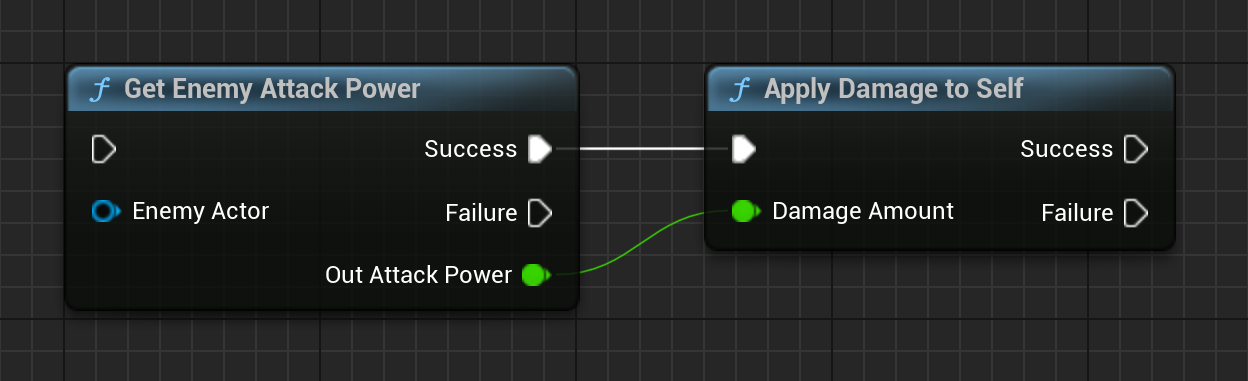 f Get Enemy Attack Power
Success
Enemy Actor
Failure
Out Attack Power
f Apply Damage to Self
Success
Damage Amount
Failure